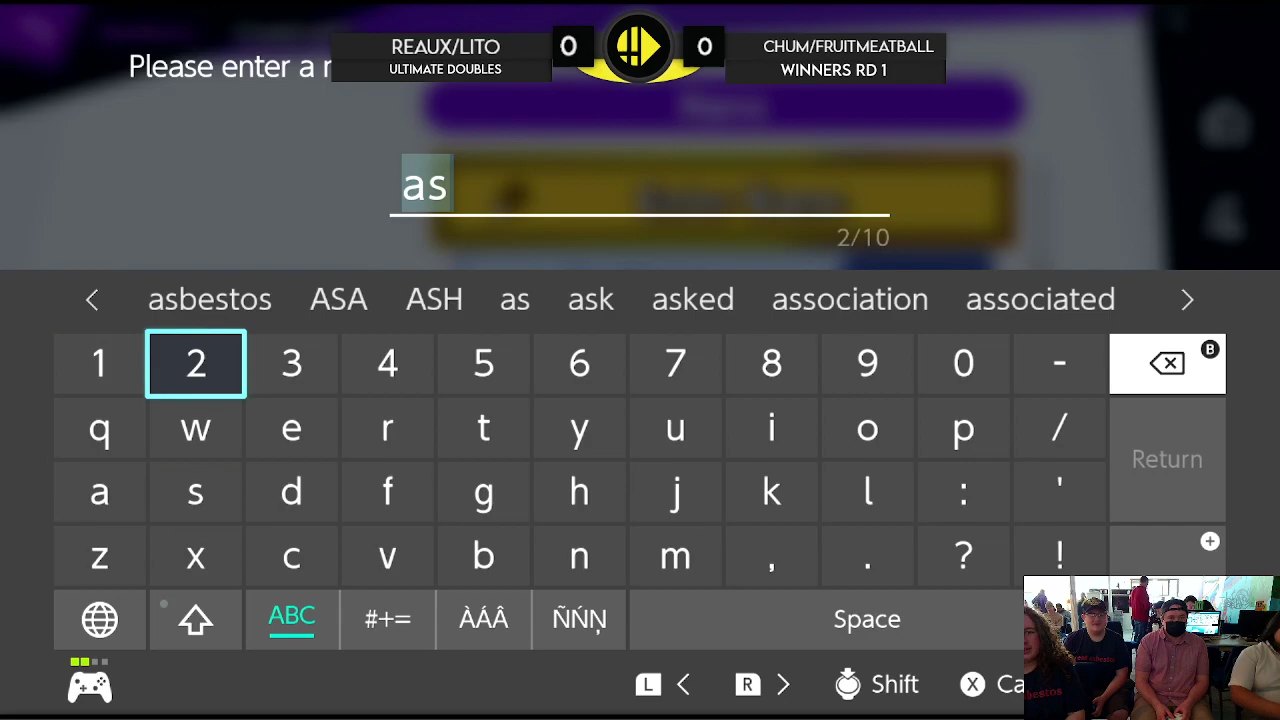 REAUX/LITO
ULTIMATE DOUBLES
0
0
CHUM/FRUITMEATBALL
WINNERS RD 1
Please enter a
as
2/10
asbestos ASA ASH as ask asked association associated
1 2 3 4 5 6 7 8 9 0 - B
q w e r t y u i o p /
Return
a s d f g h j k l : '
z x c v b n m , . ? ! +
ABC #+= ÀÁÂ ÑŃŅ Space
L R Shift X